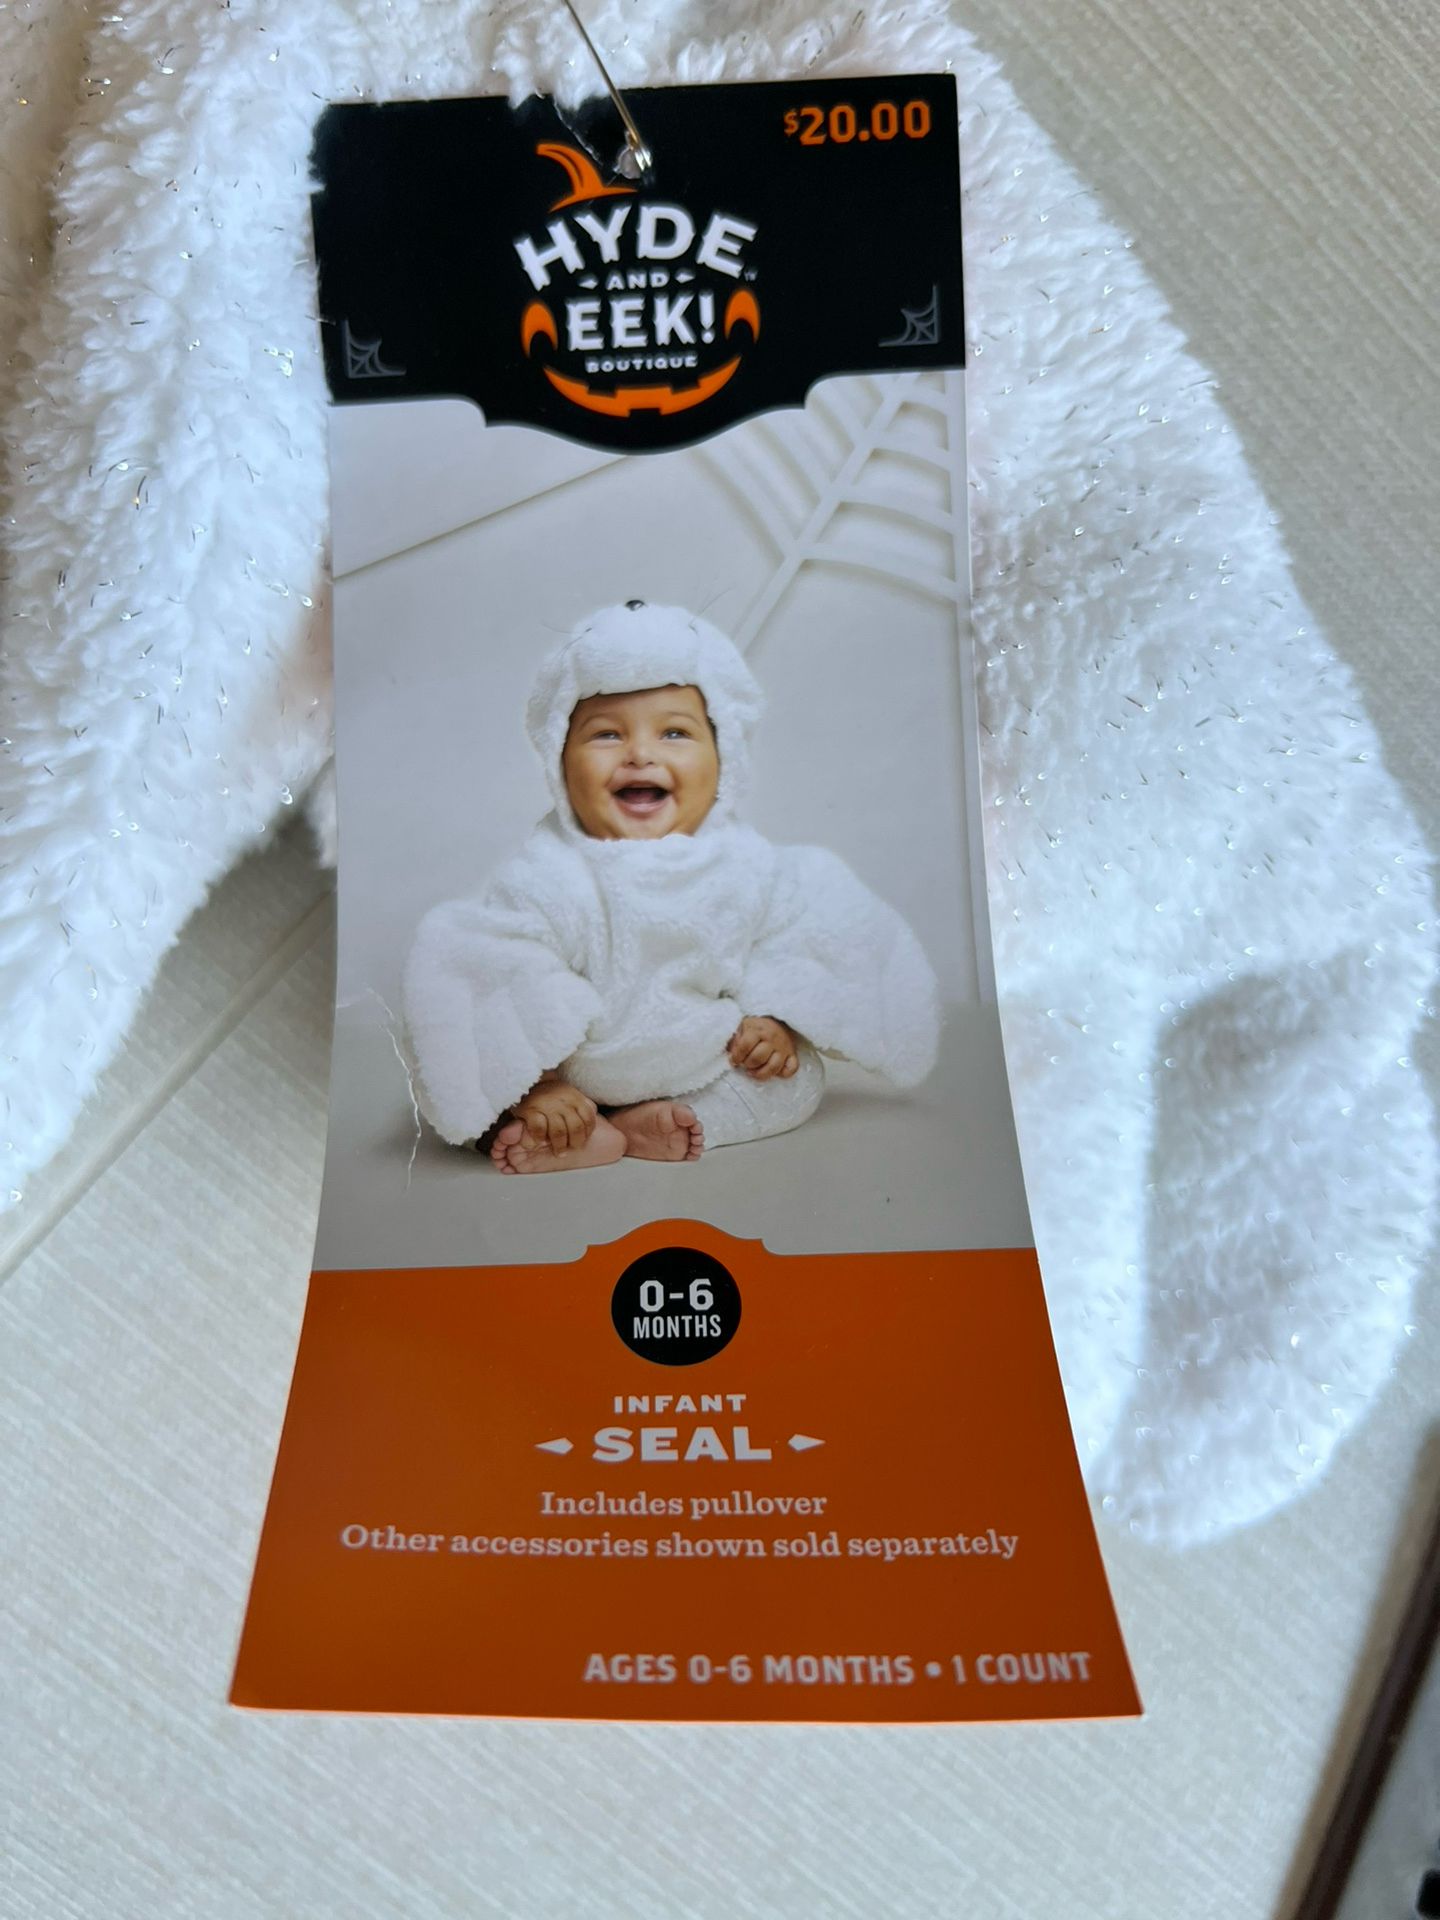 $20.00
HYDE
AND
EEK!
BOUTIQUE
0-6
MONTHS
INFANT
SEAL
Includes pullover
Other accessories shown sold separately
AGES 0-6 MONTHS • 1 COUNT